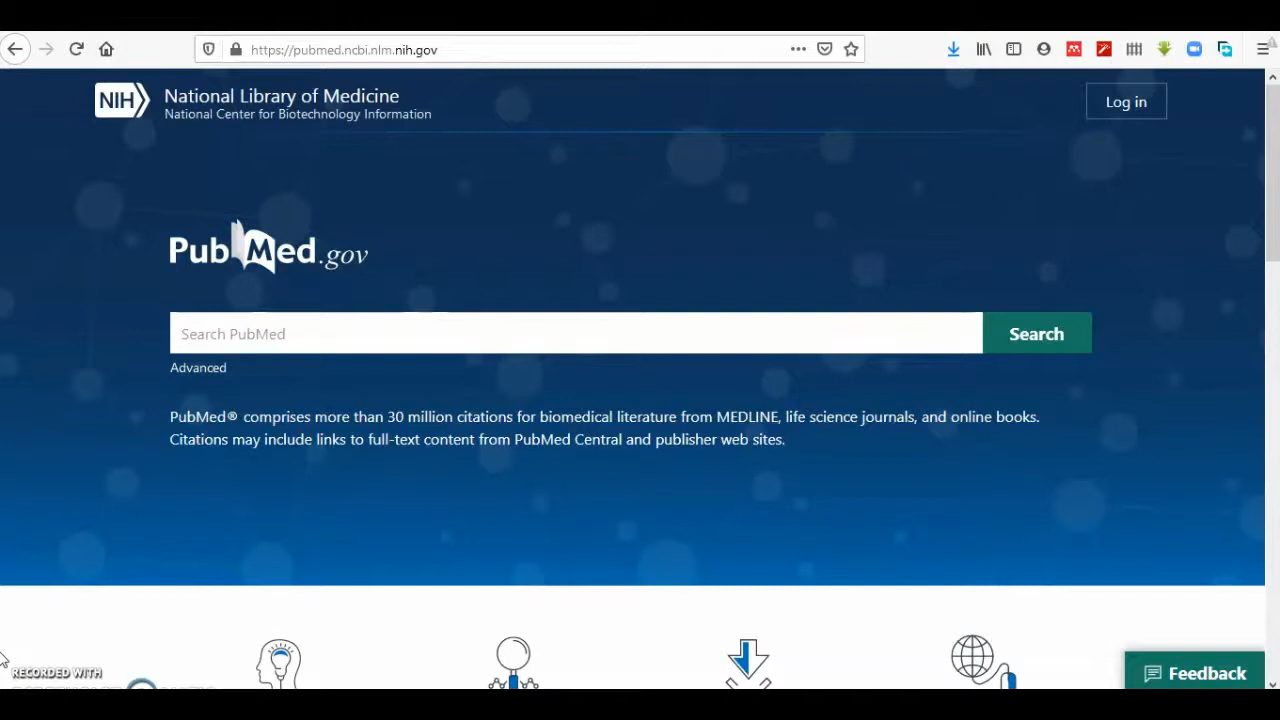 https://pubmed.ncbi.nlm.nih.gov
NIH
National Library of Medicine
National Center for Biotechnology Information
Log in
PubMed.gov
Search PubMed
Search
Advanced
PubMed® comprises more than 30 million citations for biomedical literature from MEDLINE, life science journals, and online books.
Citations may include links to full-text content from PubMed Central and publisher web sites.
RECORDED WITH
Feedback